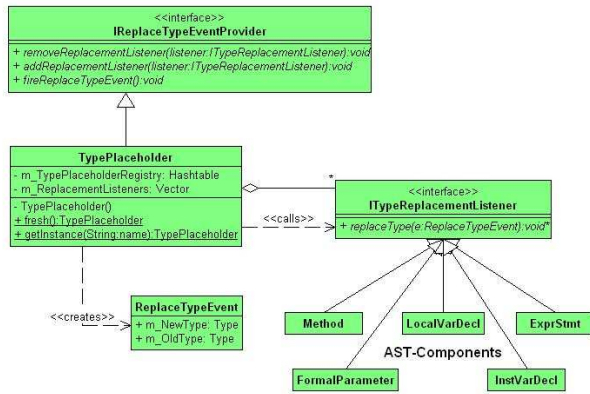 <<interface>>
IReplaceTypeEventProvider
+ removeReplacementListener(listener:ITypeReplacementListener):void
+ addReplacementListener(listener:ITypeReplacementListener):void
+ fireReplaceTypeEvent():void
TypePlaceholder
- m_TypePlaceholderRegistry: Hashtable
- m_ReplacementListeners: Vector
- TypePlaceholder()
+ fresh():TypePlaceholder
+ getInstance(String:name):TypePlaceholder
*
<<calls>>
<<interface>>
ITypeReplacementListener
+ replaceType(e:ReplaceTypeEvent):void*
<<creates>>
ReplaceTypeEvent
+ m_NewType: Type
+ m_OldType: Type
Method
LocalVarDecl
ExprStmt
AST-Components
FormalParameter
InstVarDecl